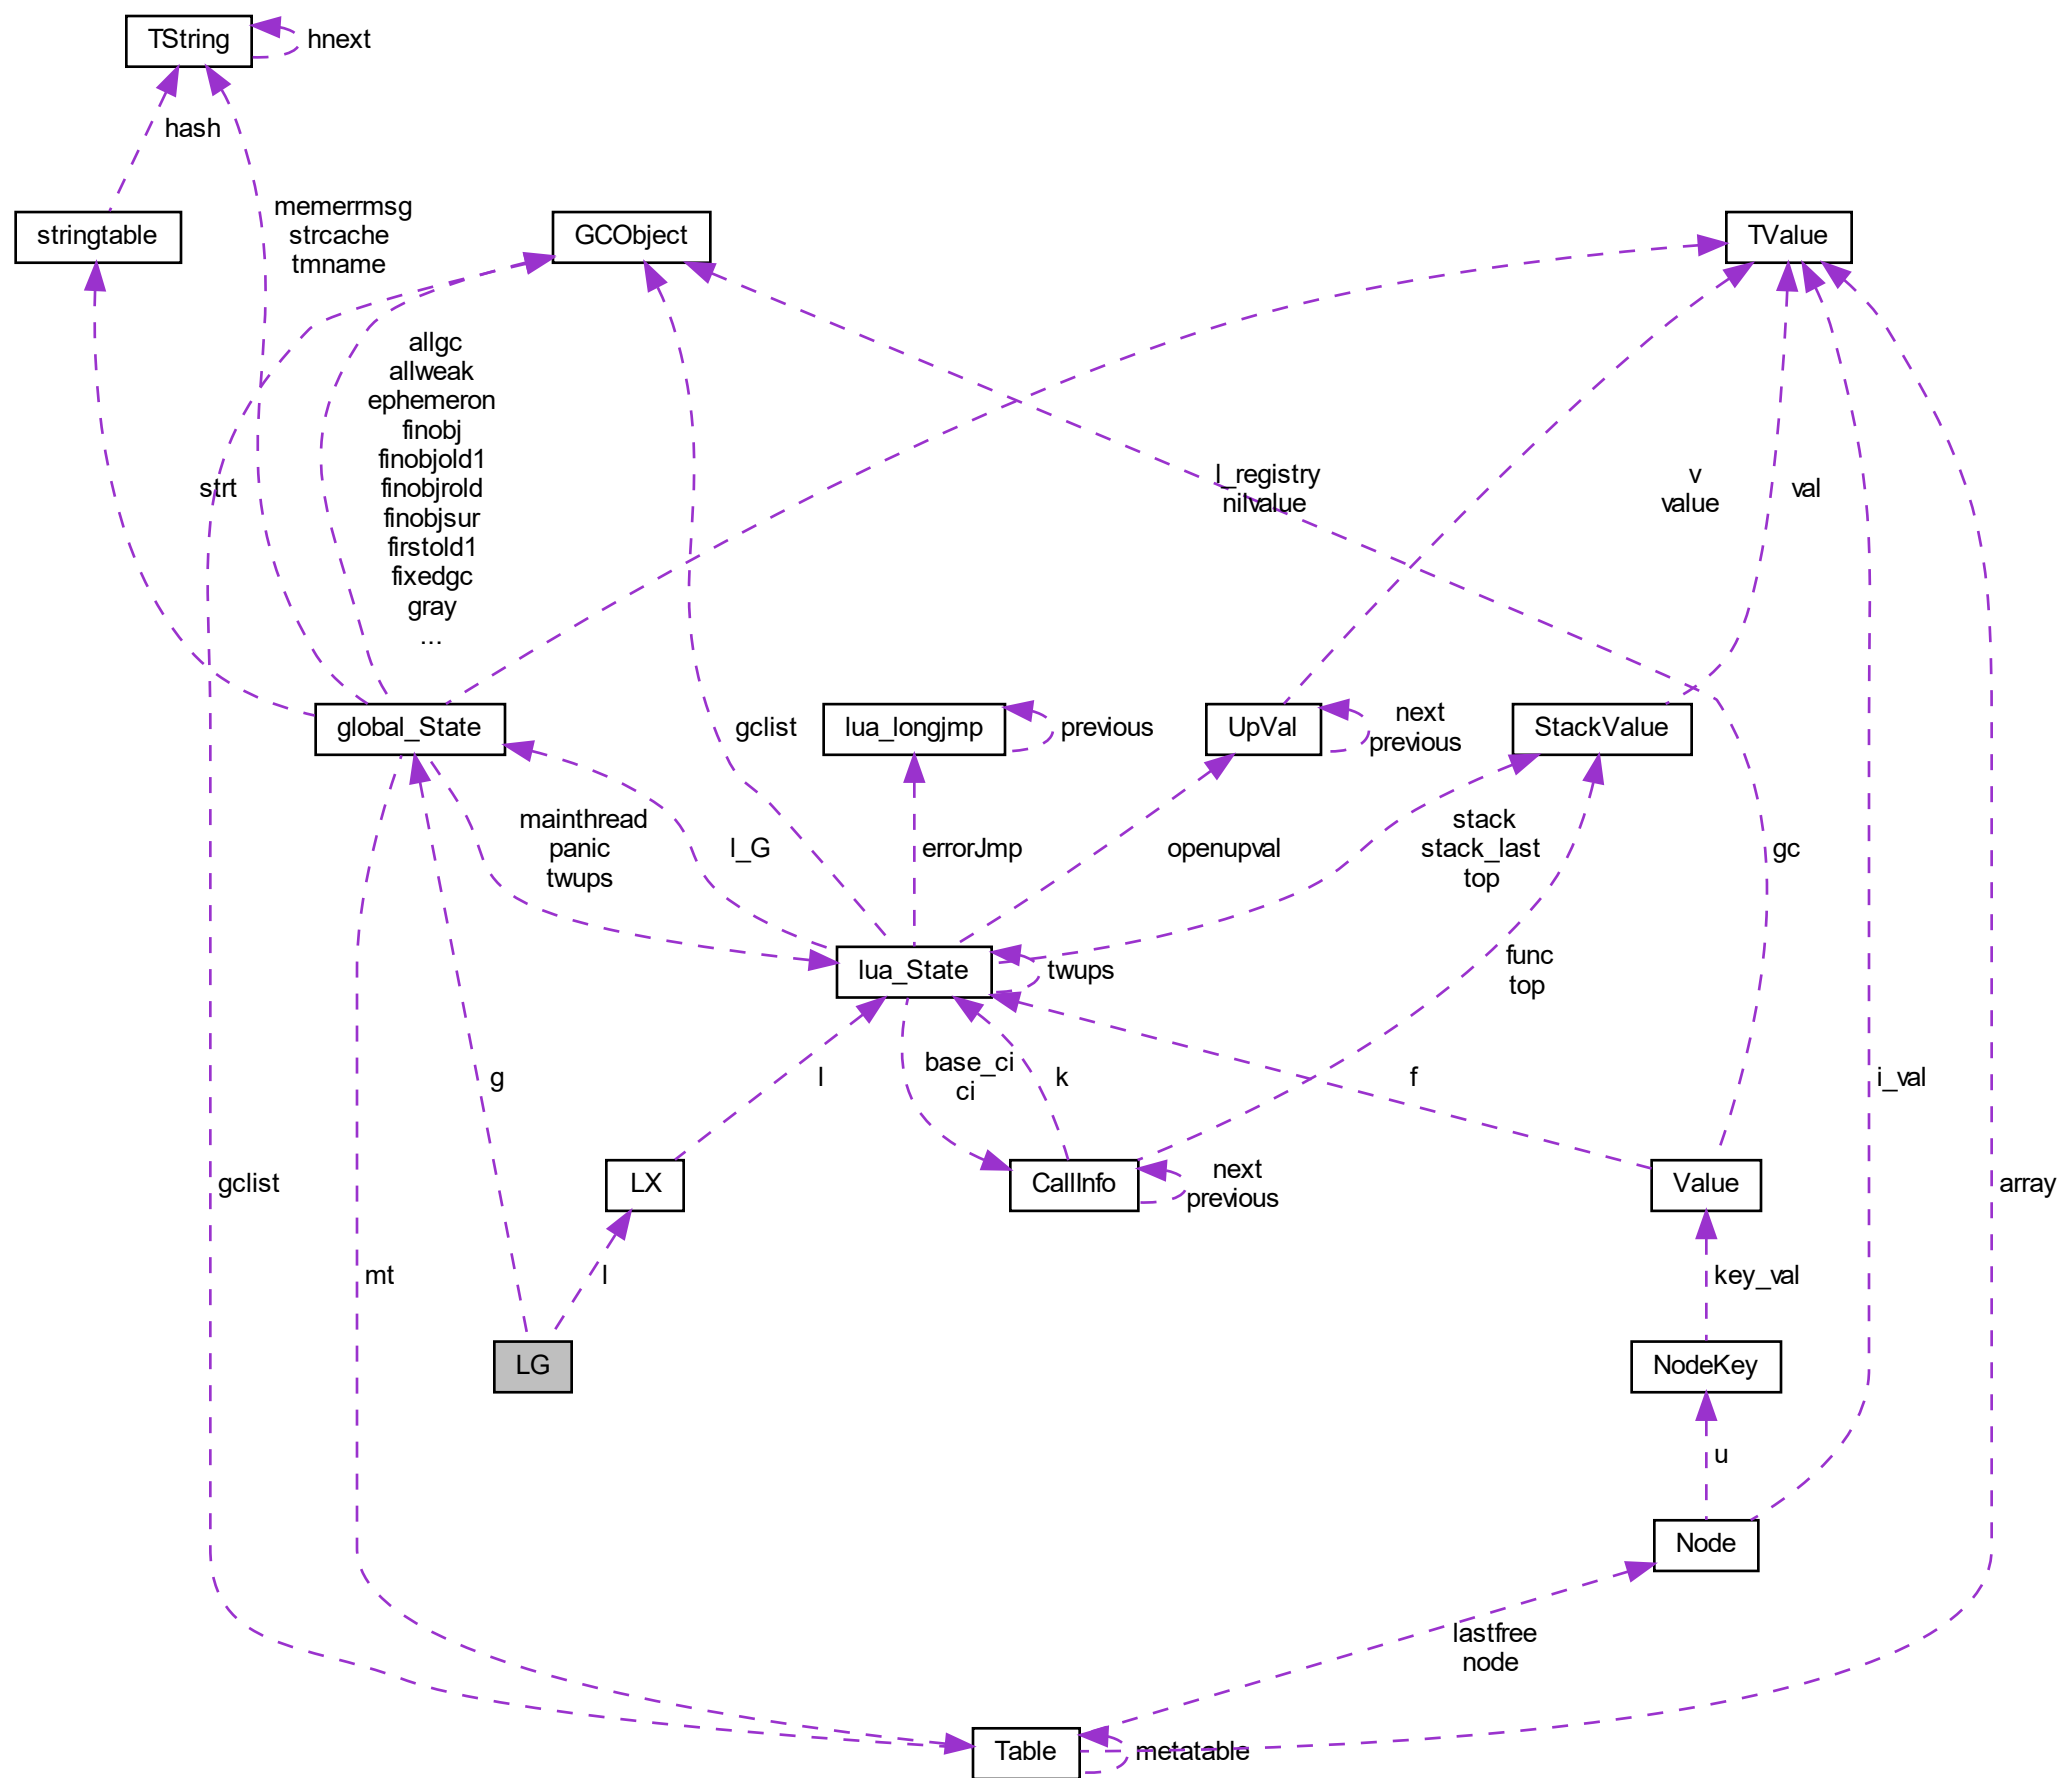 TString
hnext
hash
memerrmsg
strcache
tmname
stringtable
GCObject
TValue
allgc
allweak
ephemeron
finobj
finobjold1
finobjrold
finobjsur
firstold1
fixedgc
gray
...
strt
l_registry
nilvalue
v
value
val
global_State
gclist
lua_longjmp
previous
UpVal
next
previous
StackValue
mainthread
panic
twups
l_G
errorJmp
openupval
stack
stack_last
top
gc
lua_State
twups
func
top
g
l
base_ci
ci
k
f
i_val
gclist
LX
CallInfo
next
previous
Value
array
mt
l
key_val
LG
NodeKey
u
Node
lastfree
node
Table
metatable